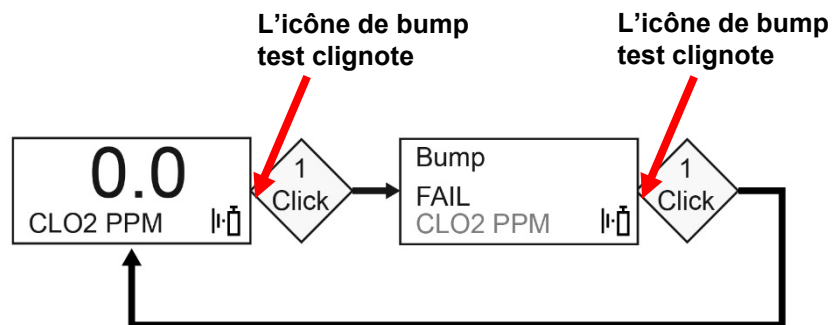 L’icône de bump
test clignote
L’icône de bump
test clignote
0.0
CLO2 PPM
1
Click
Bump
FAIL
CLO2 PPM
1
Click